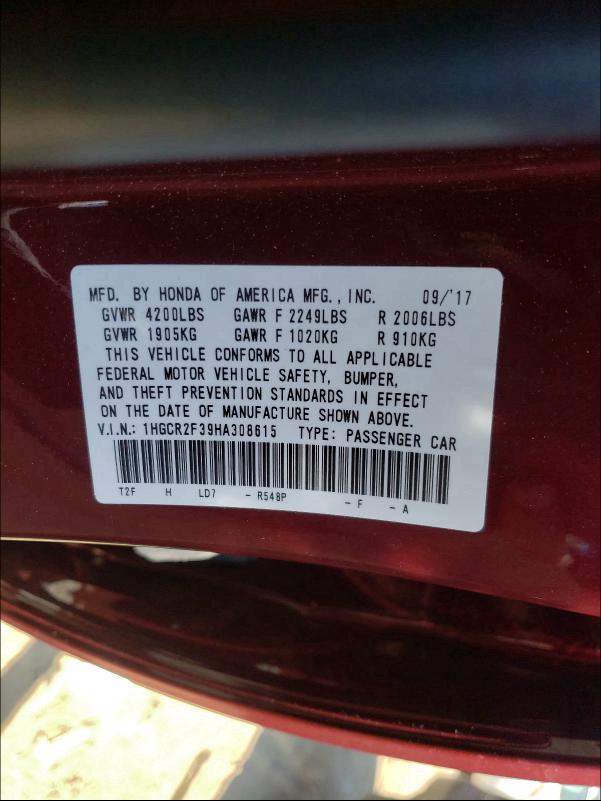 MFD. BY HONDA OF AMERICA MFG., INC. 09/'17
GVWR 4200LBS GAWR F 2249LBS R 2006LBS
GVWR 1905KG GAWR F 1020KG R 910KG
THIS VEHICLE CONFORMS TO ALL APPLICABLE
FEDERAL MOTOR VEHICLE SAFETY, BUMPER,
AND THEFT PREVENTION STANDARDS IN EFFECT
ON THE DATE OF MANUFACTURE SHOWN ABOVE.
V.I.N.: 1HGCR2F39HA308615 TYPE: PASSENGER CAR
T2F H LD7 - R548P - F - A